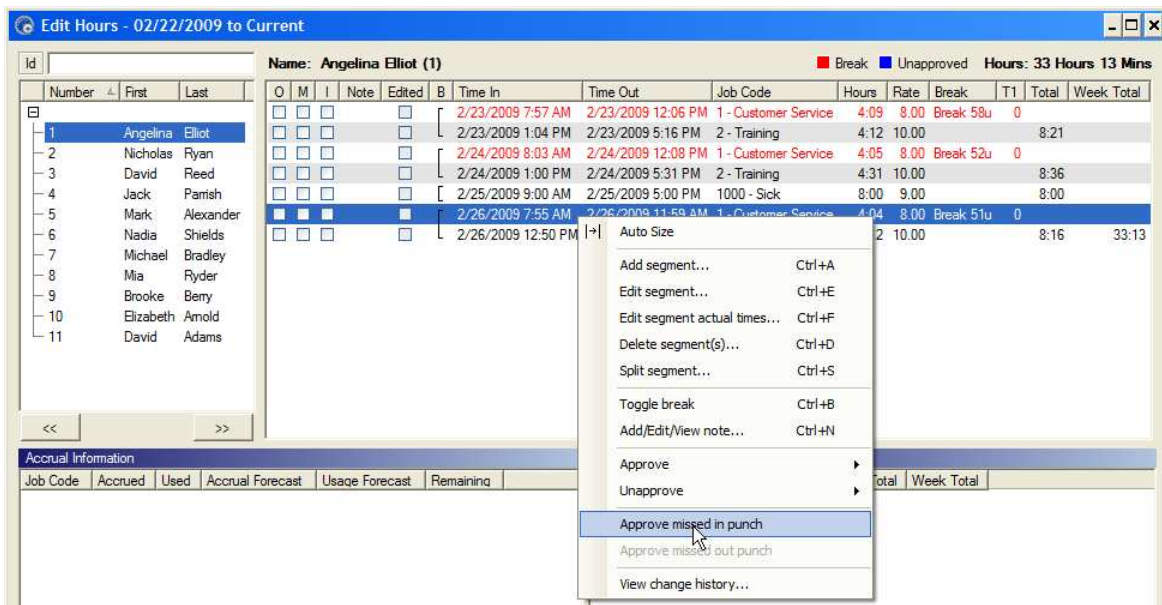 Edit Hours - 02/22/2009 to Current
Id
Name: Angelina Elliot (1) Break Unapproved Hours: 33 Hours 13 Mins
Number First Last
1 Angelina Elliot
2 Nicholas Ryan
3 David Reed
4 Jack Parrish
5 Mark Alexander
6 Nadia Shields
7 Michael Bradley
8 Mia Ryder
9 Brooke Berry
10 Elizabeth Arnold
11 David Adams
<< >>
O M I Note Edited B Time In Time Out Job Code Hours Rate Break T1 Total Week Total
2/23/2009 7:57 AM 2/23/2009 12:06 PM 1 - Customer Service 4:09 8.00 Break 58u 0
2/23/2009 1:04 PM 2/23/2009 5:16 PM 2 - Training 4:12 10.00 8:21
2/24/2009 8:03 AM 2/24/2009 12:08 PM 1 - Customer Service 4:05 8.00 Break 52u 0
2/24/2009 1:00 PM 2/24/2009 5:31 PM 2 - Training 4:31 10.00 8:36
2/25/2009 9:00 AM 2/25/2009 5:00 PM 1000 - Sick 8:00 9.00 8:00
2/26/2009 7:55 AM 2/26/2009 11:59 AM 1 - Customer Service 4:04 8.00 Break 51u 0
2/26/2009 12:50 PM 2 10.00 8:16 33:13
Auto Size
Add segment... Ctrl+A
Edit segment... Ctrl+E
Edit segment actual times... Ctrl+F
Delete segment(s)... Ctrl+D
Split segment... Ctrl+S
Toggle break Ctrl+B
Add/Edit/View note... Ctrl+N
Approve
Unapprove
Approve missed in punch
Approve missed out punch
View change history...
Accrual Information
Job Code Accrued Used Accrual Forecast Usage Forecast Remaining
Week Total